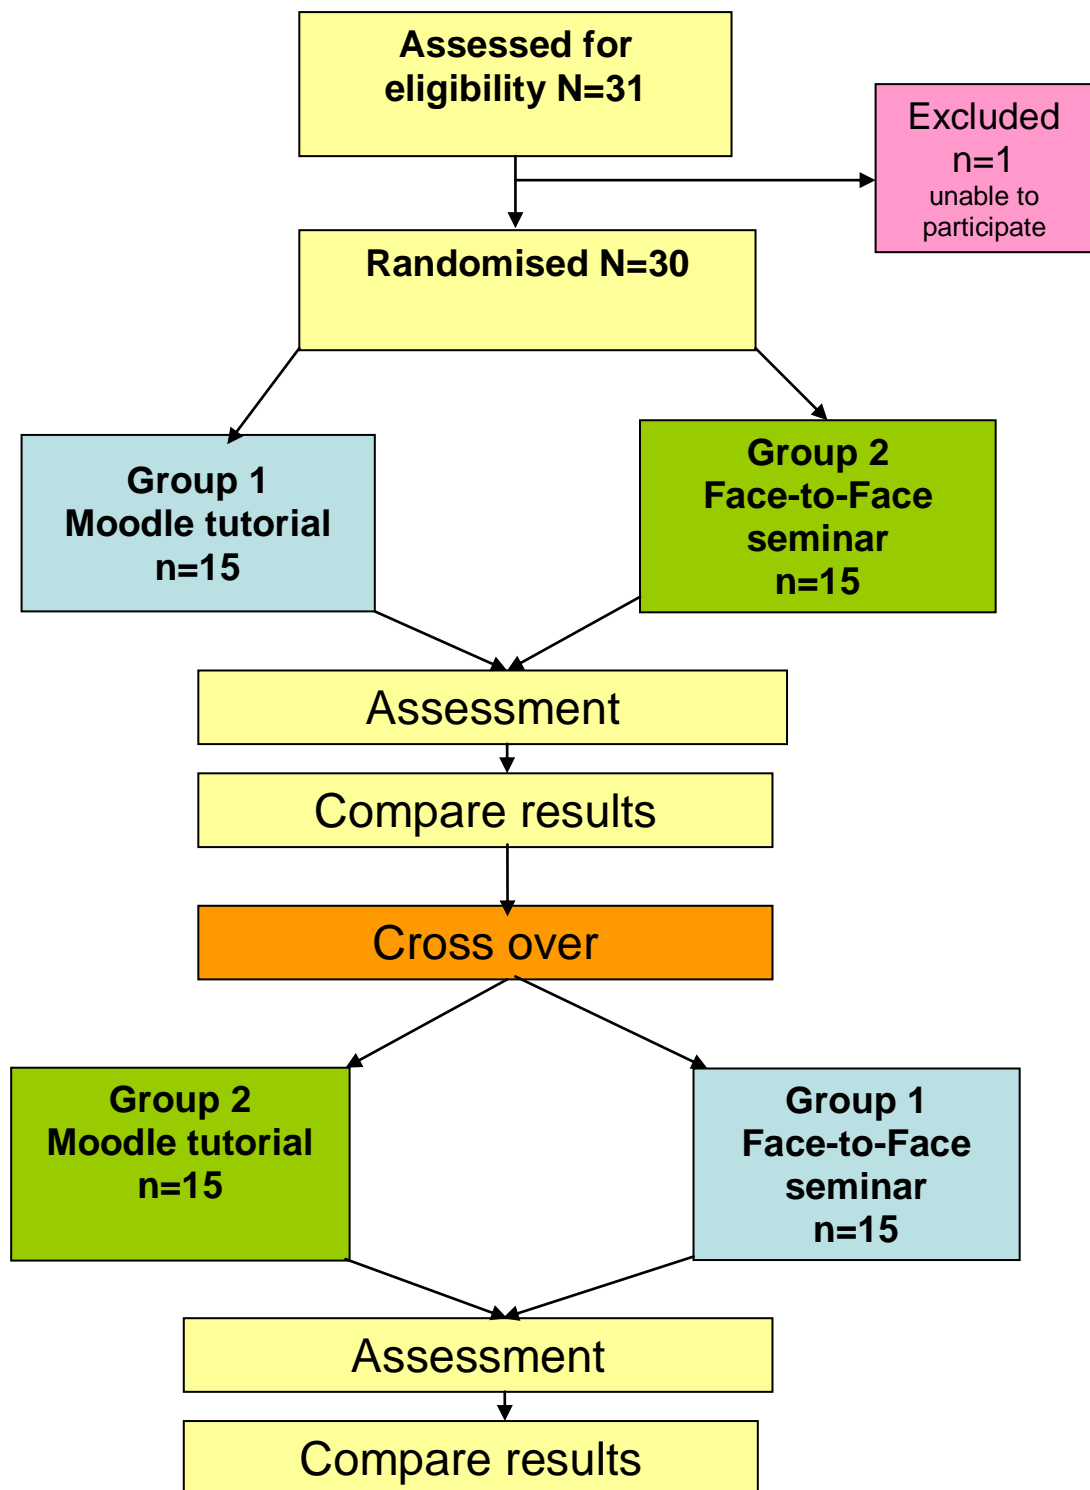 Assessed for
eligibility N=31
Excluded
n=1
unable to
participate
Randomised N=30
Group 1
Moodle tutorial
n=15
Group 2
Face-to-Face
seminar
n=15
Assessment
Compare results
Cross over
Group 2
Moodle tutorial
n=15
Group 1
Face-to-Face
seminar
n=15
Assessment
Compare results